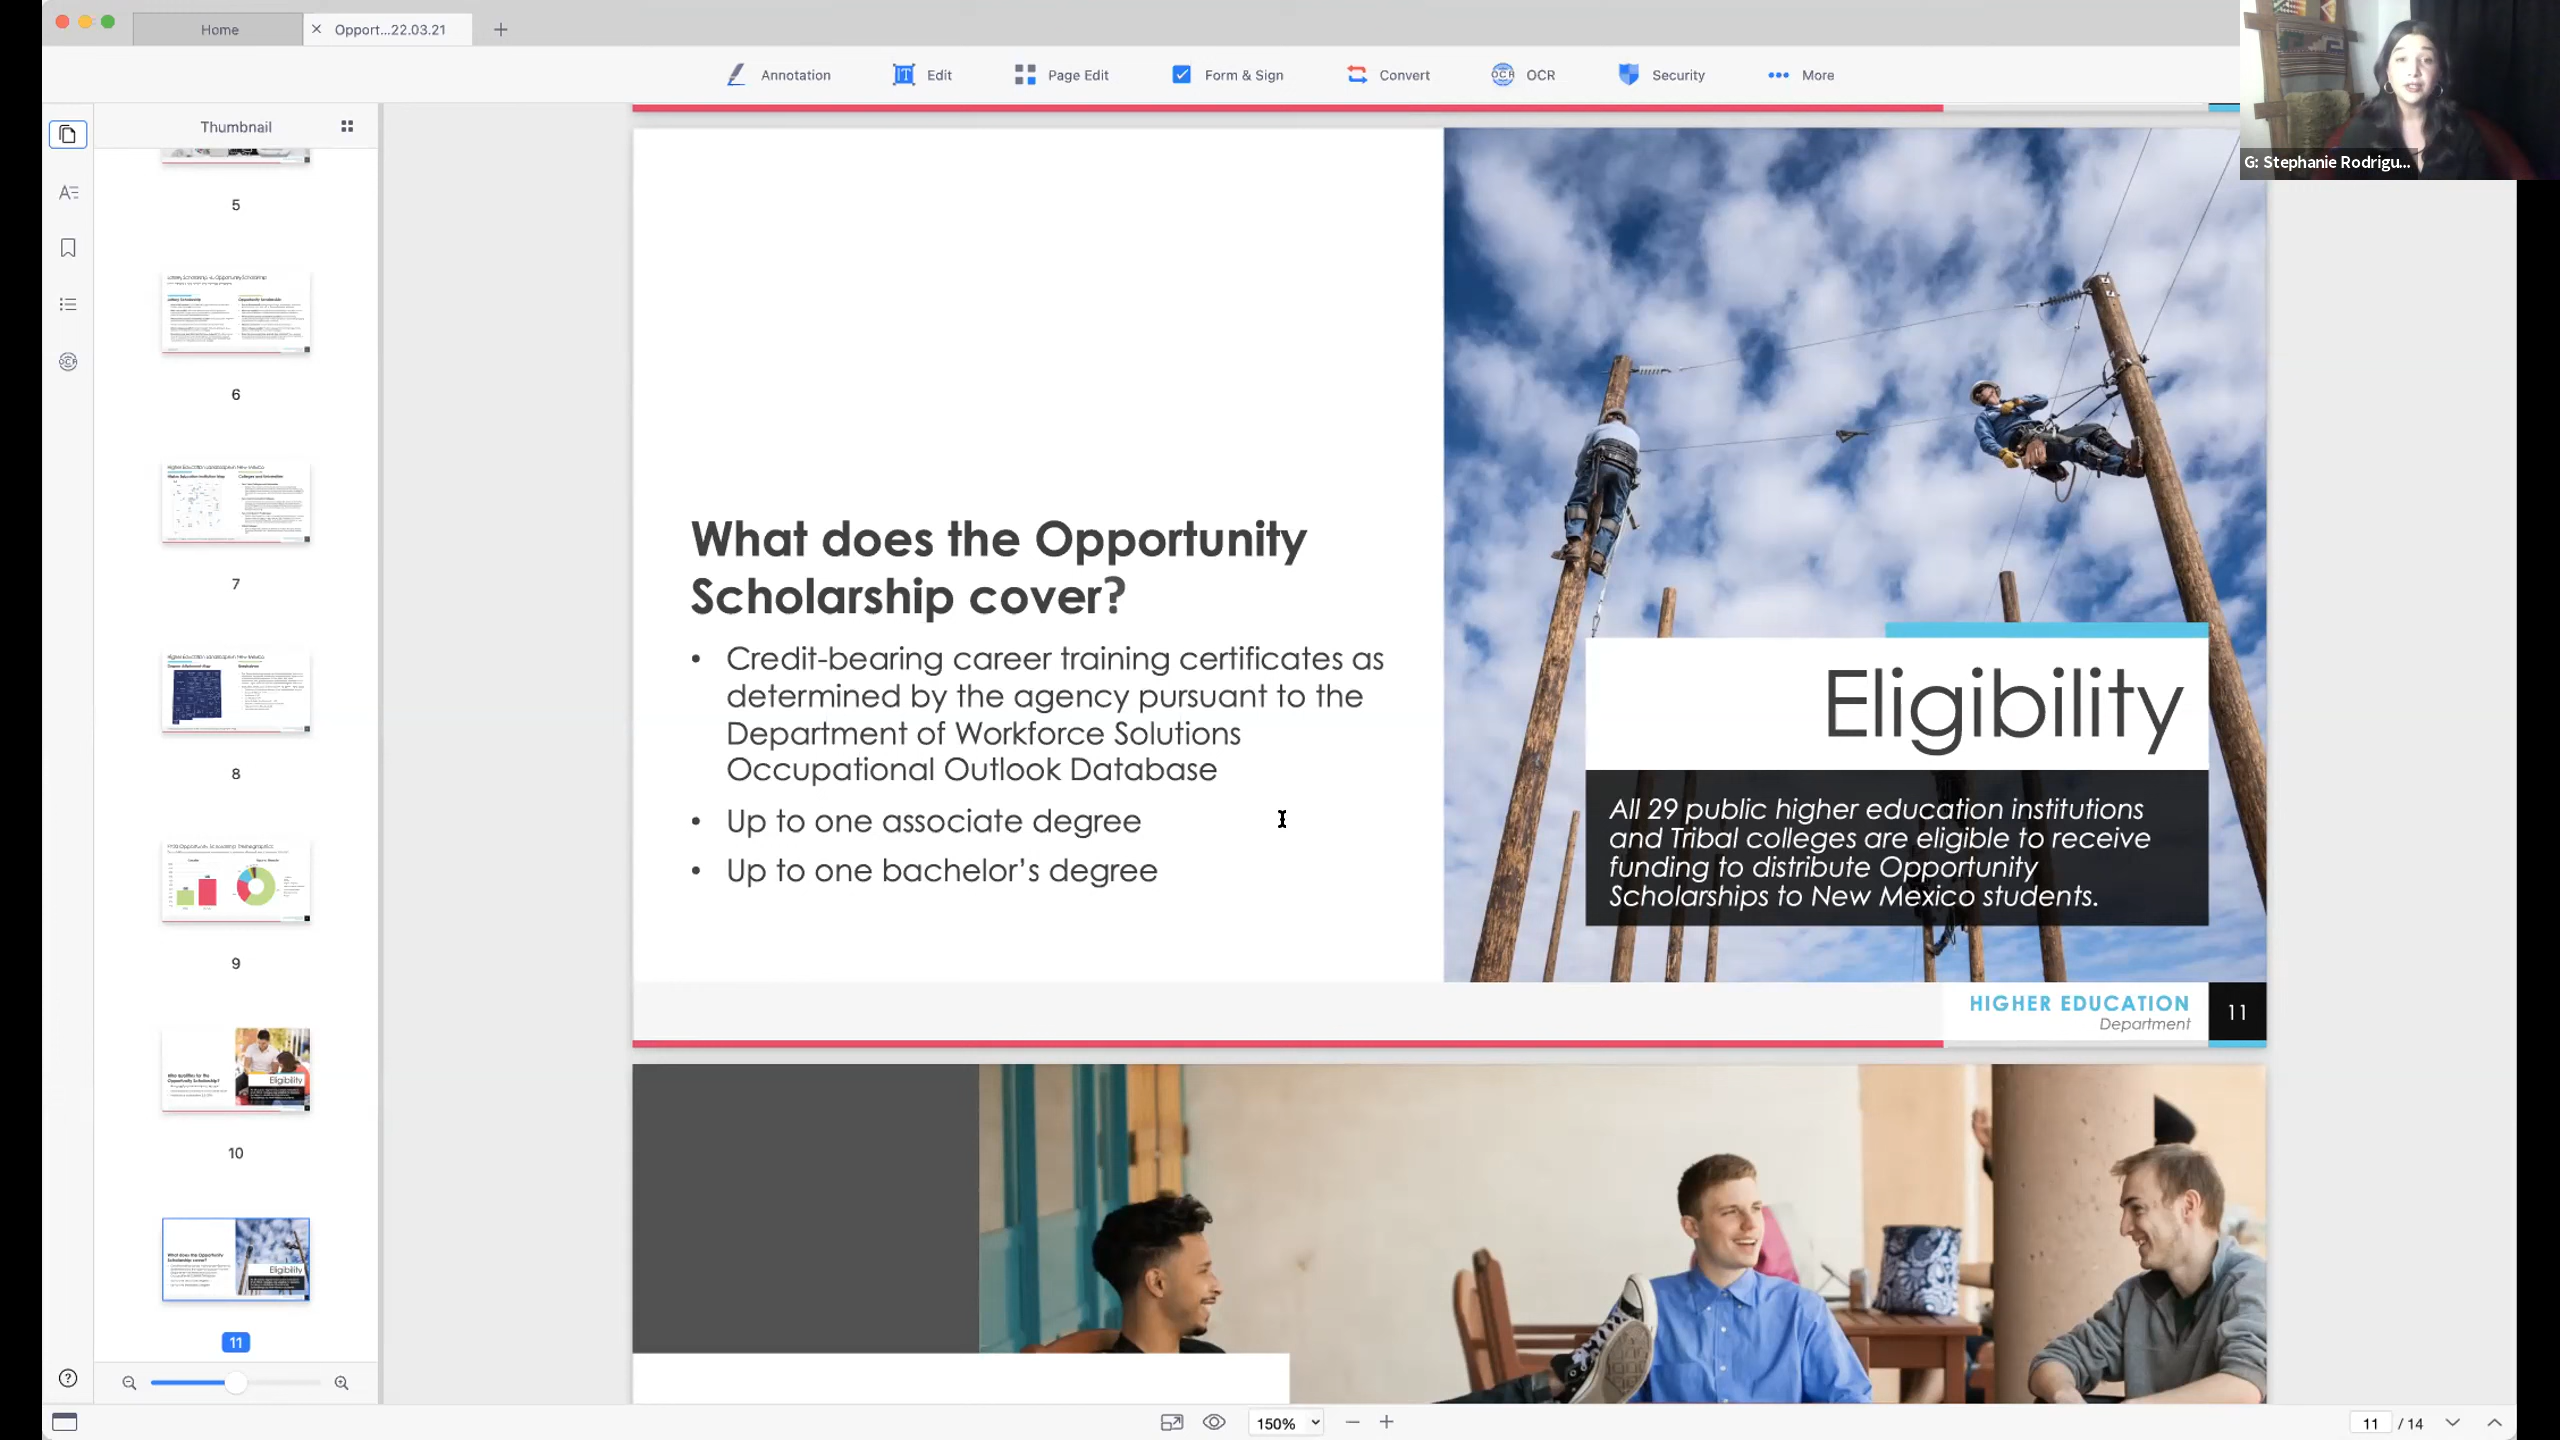 Home
Opport...22.03.21
Annotation
Edit
Page Edit
Form & Sign
Convert
OCR
Security
More
G: Stephanie Rodrigu...
Thumbnail
5
6
7
8
9
10
11
What does the Opportunity
Scholarship cover?
• Credit-bearing career training certificates as
determined by the agency pursuant to the
Department of Workforce Solutions
Occupational Outlook Database
• Up to one associate degree
• Up to one bachelor's degree
Eligibility
All 29 public higher education institutions
and Tribal colleges are eligible to receive
funding to distribute Opportunity
Scholarships to New Mexico students.
HIGHER EDUCATION
Department
11
150%
11 / 14